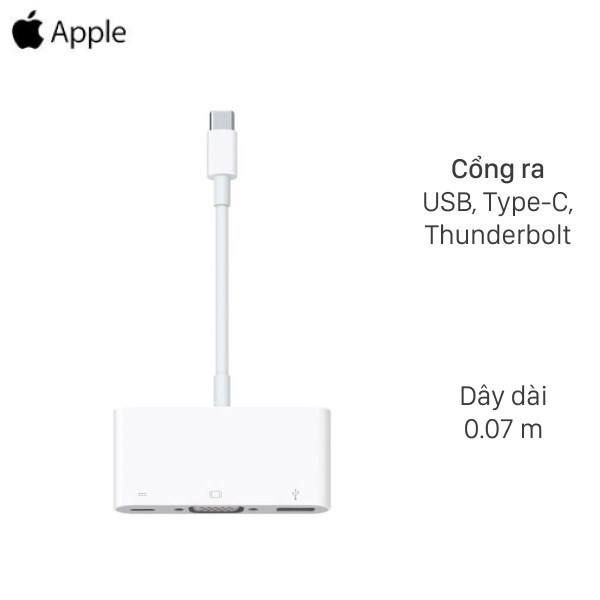 Apple
Cổng ra
USB, Type-C,
Thunderbolt
Dây dài
0.07 m